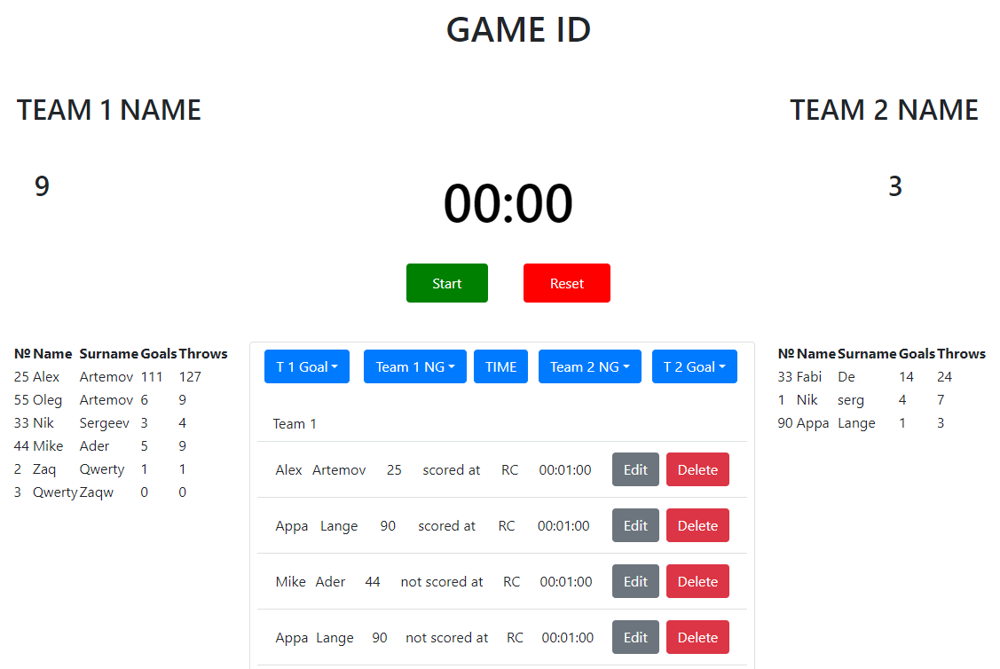 GAME ID
TEAM 1 NAME
TEAM 2 NAME
9
3
00:00
Start Reset
№ Name Surname Goals Throws
25 Alex Artemov 111 127
55 Oleg Artemov 6 9
33 Nik Sergeev 3 4
44 Mike Ader 5 9
2 Zaq Qwerty 1 1
3 Qwerty Zaqw 0 0
T 1 Goal Team 1 NG TIME Team 2 NG T 2 Goal
Team 1
Alex Artemov 25 scored at RC 00:01:00 Edit Delete
Appa Lange 90 scored at RC 00:01:00 Edit Delete
Mike Ader 44 not scored at RC 00:01:00 Edit Delete
Appa Lange 90 not scored at RC 00:01:00 Edit Delete
№ Name Surname Goals Throws
33 Fabi De 14 24
1 Nik serg 4 7
90 Appa Lange 1 3